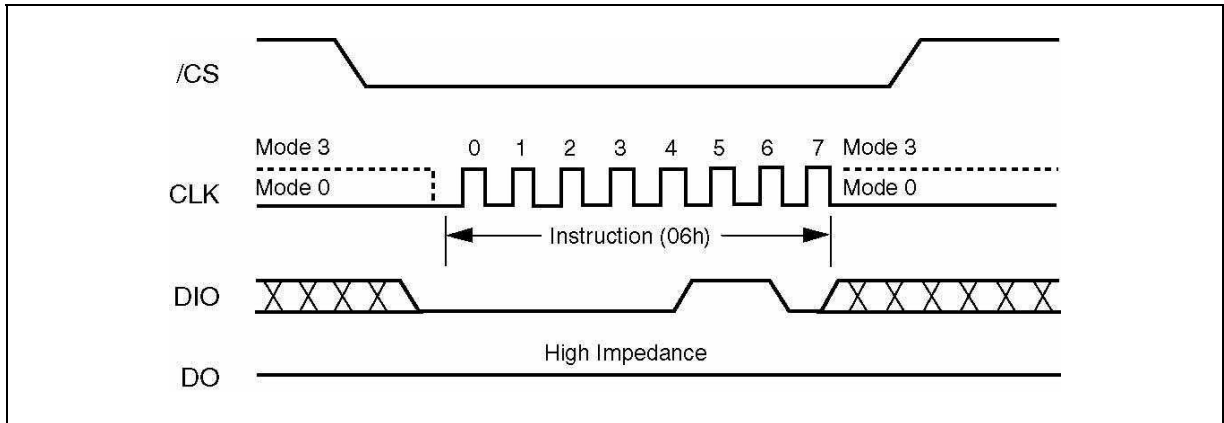 /CS
Mode 3 0 1 2 3 4 5 6 7 Mode 3
CLK Mode 0 Mode 0
Instruction (06h)
DIO
High Impedance
DO